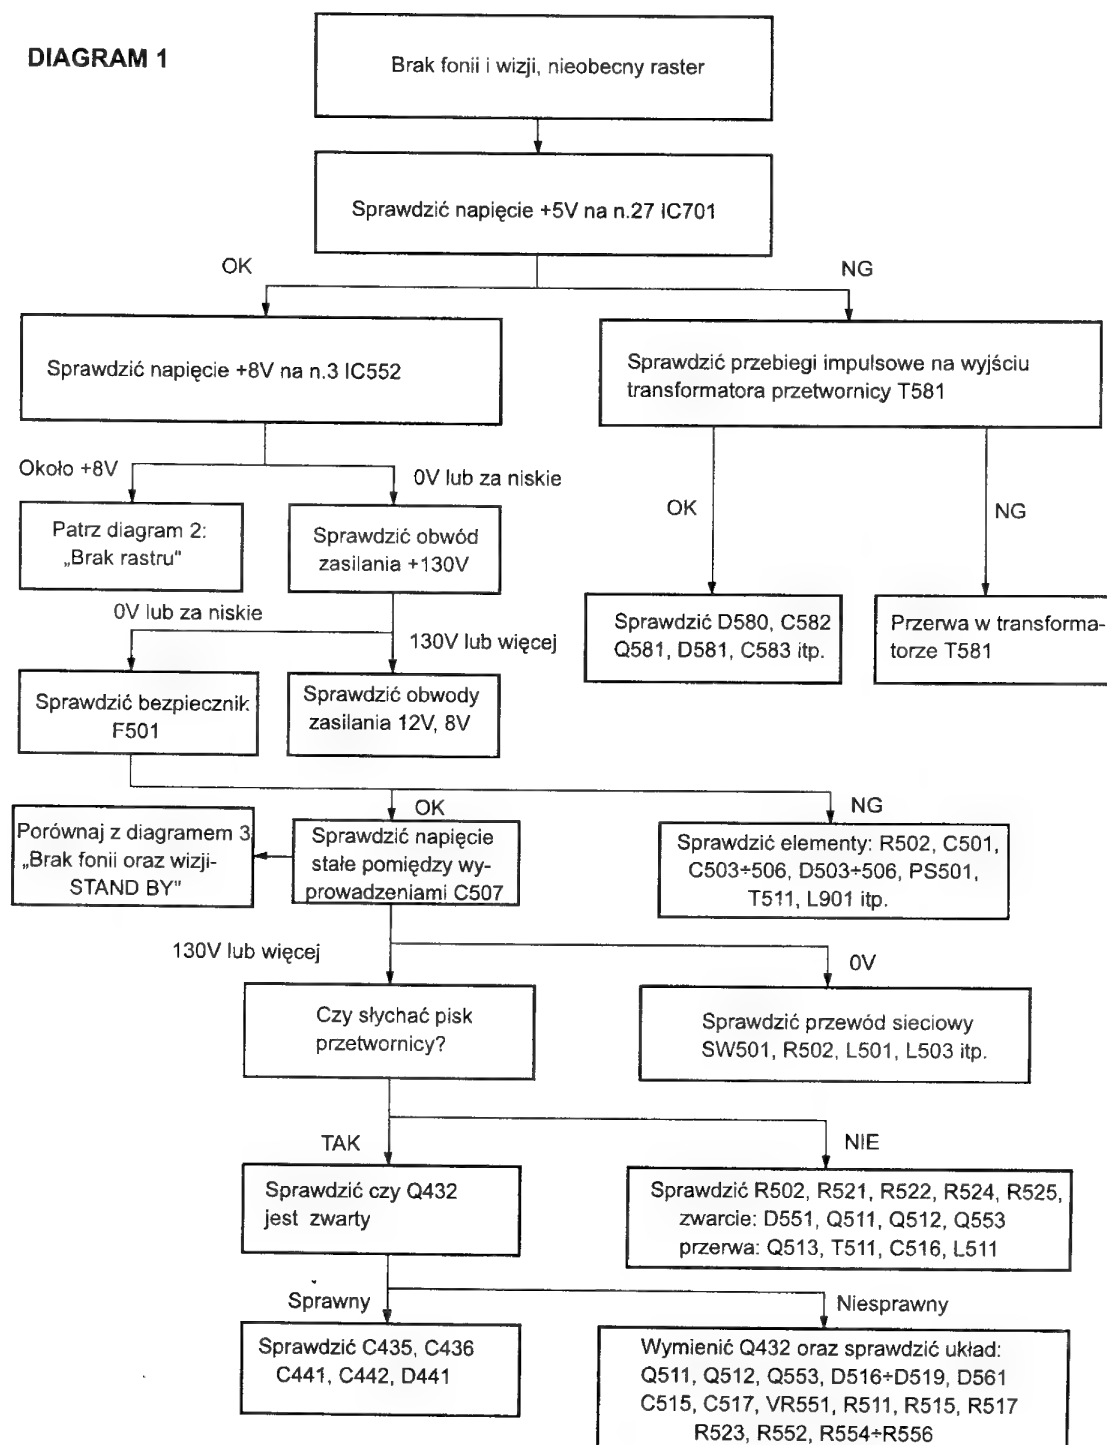 DIAGRAM 1
Brak fonii i wizji, nieobecny raster
Sprawdzić napięcie +5V na n.27 IC701
OK
NG
Sprawdzić napięcie +8V na n.3 IC552
Sprawdzić przebiegi impulsowe na wyjściu
transformatora przetwornicy T581
Około +8V
0V lub za niskie
OK
NG
Patrz diagram 2:
„Brak rastru"
Sprawdzić obwód
zasilania +130V
Sprawdzić D580, C582
Q581, D581, C583 itp.
Przerwa w transforma-
torze T581
0V lub za niskie
130V lub więcej
Sprawdzić bezpiecznik
F501
Sprawdzić obwody
zasilania 12V, 8V
OK
NG
Porównaj z diagramem 3
„Brak fonii oraz wizji-
STAND BY"
Sprawdzić napięcie
stałe pomiędzy wy-
prowadzeniami C507
Sprawdzić elementy: R502, C501,
C503÷506, D503÷506, PS501,
T511, L901 itp.
130V lub więcej
0V
Czy słychać pisk
przetwornicy?
Sprawdzić przewód sieciowy
SW501, R502, L501, L503 itp.
TAK
NIE
Sprawdzić czy Q432
jest zwarty
Sprawdzić R502, R521, R522, R524, R525,
zwarcie: D551, Q511, Q512, Q553
przerwa: Q513, T511, C516, L511
Sprawny
Niesprawny
Sprawdzić C435, C436
C441, C442, D441
Wymienić Q432 oraz sprawdzić układ:
Q511, Q512, Q553, D516÷D519, D561
C515, C517, VR551, R511, R515, R517
R523, R552, R554÷R556